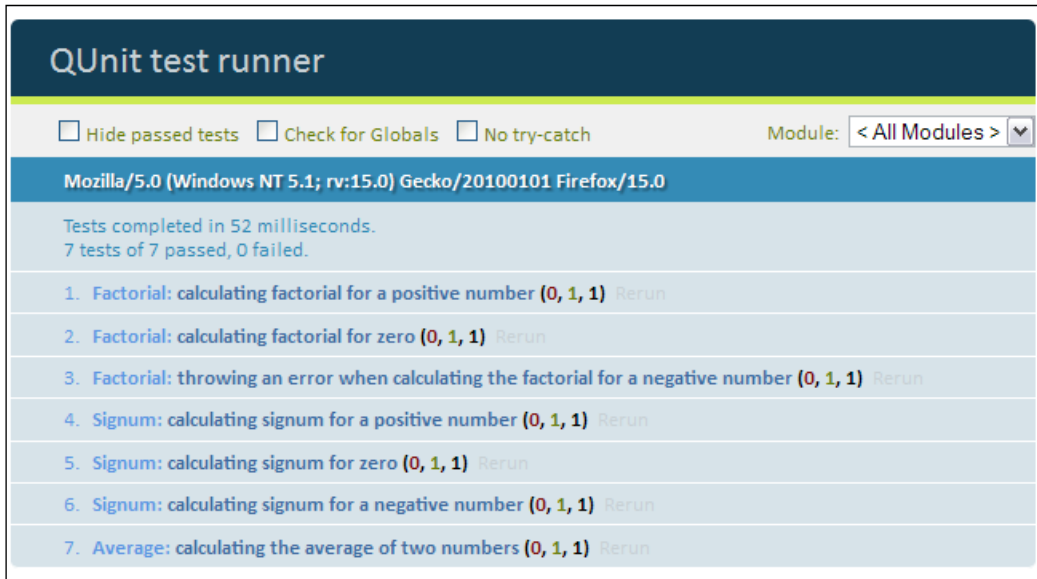 QUnit test runner
Hide passed tests Check for Globals No try-catch Module: < All Modules >
Mozilla/5.0 (Windows NT 5.1; rv:15.0) Gecko/20100101 Firefox/15.0
Tests completed in 52 milliseconds.
7 tests of 7 passed, 0 failed.
1. Factorial: calculating factorial for a positive number (0, 1, 1) Rerun
2. Factorial: calculating factorial for zero (0, 1, 1) Rerun
3. Factorial: throwing an error when calculating the factorial for a negative number (0, 1, 1) Rerun
4. Signum: calculating signum for a positive number (0, 1, 1) Rerun
5. Signum: calculating signum for zero (0, 1, 1) Rerun
6. Signum: calculating signum for a negative number (0, 1, 1) Rerun
7. Average: calculating the average of two numbers (0, 1, 1) Rerun